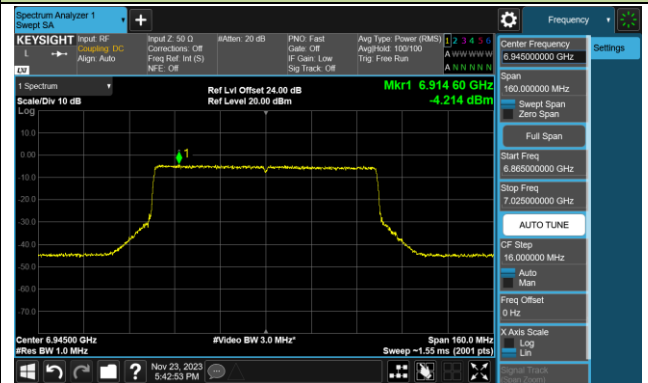 Spectrum Analyzer 1
Swept SA
Frequency
KEYSIGHT
L
LXI
Input: RF
Coupling: DC
Align: Auto
Input Z: 50 Ω
Corrections: Off
Freq Ref: Int (S)
NFE: Off
#Atten: 20 dB
PNO: Fast
Gate: Off
IF Gain: Low
Sig Track: Off
Avg Type: Power (RMS)
Avg|Hold: 100/100
Trig: Free Run
1 2 3 4 5 6
A W W W W W
A N N N N N
1 Spectrum
Scale/Div 10 dB
Log
Ref Lvl Offset 24.00 dB
Ref Level 20.00 dBm
Mkr1 6.914 60 GHz
-4.214 dBm
1
10.0
0.00
-10.0
-20.0
-30.0
-40.0
-50.0
-60.0
-70.0
Center 6.94500 GHz
#Res BW 1.0 MHz
#Video BW 3.0 MHz*
Span 160.0 MHz
Sweep ~1.55 ms (2001 pts)
Center Frequency
6.945000000 GHz
Span
160.000000 MHz
Swept Span
Zero Span
Full Span
Start Freq
6.865000000 GHz
Stop Freq
7.025000000 GHz
AUTO TUNE
CF Step
16.000000 MHz
Auto
Man
Freq Offset
0 Hz
X Axis Scale
Log
Lin
Signal Track
(Span Zoom)
Settings
?
Nov 23, 2023
5:42:53 PM